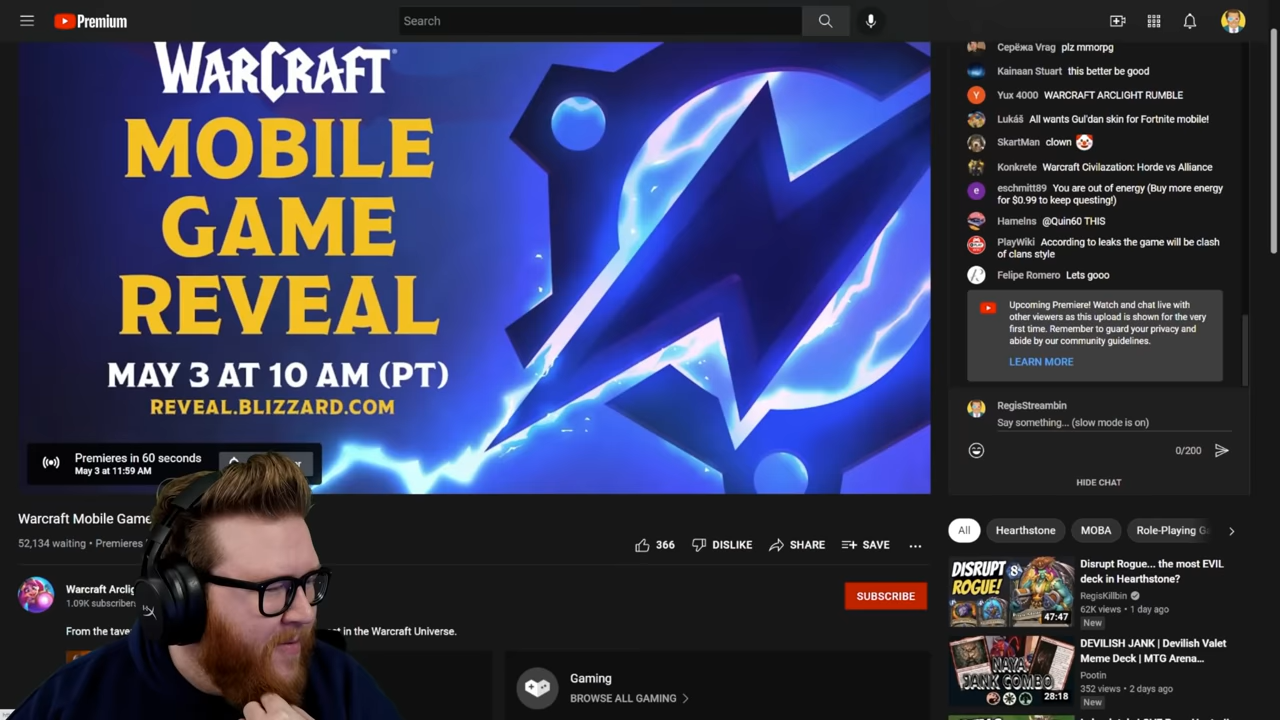 Premium
Search
WARCRAFT
MOBILE
GAME
REVEAL
MAY 3 AT 10 AM (PT)
REVEAL.BLIZZARD.COM
Premieres in 60 seconds
May 3 at 11:59 AM
Warcraft Mobile Game
52,134 waiting • Premieres
366
DISLIKE
SHARE
SAVE
Warcraft Arclig
1.09K subscribers
SUBSCRIBE
From the tave
in the Warcraft Universe.
Gaming
BROWSE ALL GAMING
Серёжа Vrag plz mmorpg
Kainaan Stuart this better be good
Y
Yux 4000 WARCRAFT ARCLIGHT RUMBLE
Lukáš All wants Gul'dan skin for Fortnite mobile!
SkartMan clown 🤡
Konkrete Warcraft Civilazation: Horde vs Alliance
e
eschmitt89 You are out of energy (Buy more energy
for $0.99 to keep questing!)
Hamelns @Quin60 THIS
PlayWiki According to leaks the game will be clash
of clans style
Felipe Romero Lets gooo
Upcoming Premiere! Watch and chat live with
other viewers as this upload is shown for the very
first time. Remember to guard your privacy and
abide by our community guidelines.
LEARN MORE
RegisStreambin
Say something... (slow mode is on)
0/200
HIDE CHAT
All
Hearthstone
MOBA
Role-Playing Ga
DISRUPT
ROGUE!
47:47
Disrupt Rogue... the most EVIL
deck in Hearthstone?
RegisKillbin
62K views • 1 day ago
New
NAYA
JANK COMBO
28:18
DEVILISH JANK | Devilish Valet
Meme Deck | MTG Arena...
Pootin
352 views • 2 days ago
New